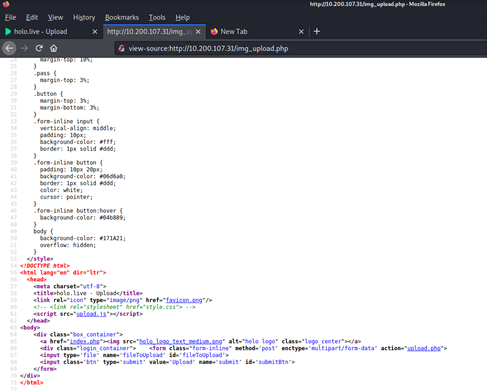 http://10.200.107.31/img_upload.php - Mozilla Firefox
File Edit View History Bookmarks Tools Help
holo.live - Upload
http://10.200.107.31/img_up
New Tab
view-source:http://10.200.107.31/img_upload.php
24 margin-top: 10%;
25 }
26 .pass {
27 margin-top: 3%;
28 }
29 .button {
30 margin-top: 3%;
31 margin-bottom: 3%;
32 }
33 .form-inline input {
34 vertical-align: middle;
35 padding: 10px;
36 background-color: #fff;
37 border: 1px solid #ddd;
38 }
39 .form-inline button {
40 padding: 10px 20px;
41 background-color: #06d6a0;
42 border: 1px solid #ddd;
43 color: white;
44 cursor: pointer;
45 }
46 .form-inline button:hover {
47 background-color: #04b889;
48 }
49 body {
50 background-color: #171A21;
51 overflow: hidden;
52 }
53 </style>
54 <!DOCTYPE html>
55 <html lang="en" dir="ltr">
56 <head>
57 <meta charset="utf-8">
58 <title>holo.live - Upload</title>
59 <link rel="icon" type="image/png" href="favicon.png"/>
60 <!-- <link rel="stylesheet" href="style.css"> -->
61 <script src="upload.js"></script>
62 </head>
63 <body>
64 <div class="box_container">
65 <a href="index.php"><img src="holo_logo_text_medium.png" alt="holo logo" class="logo_center"></a>
66 <div class="login_container"> <form class="form-inline" method='post' enctype='multipart/form-data' action="upload.php">
67 <input type='file' name='fileToUpload' id='fileToUpload'>
68 <input class='btn' type='submit' value='Upload' name='submit' id='submitBtn'>
69 </form>
70 </div>
71 </html>